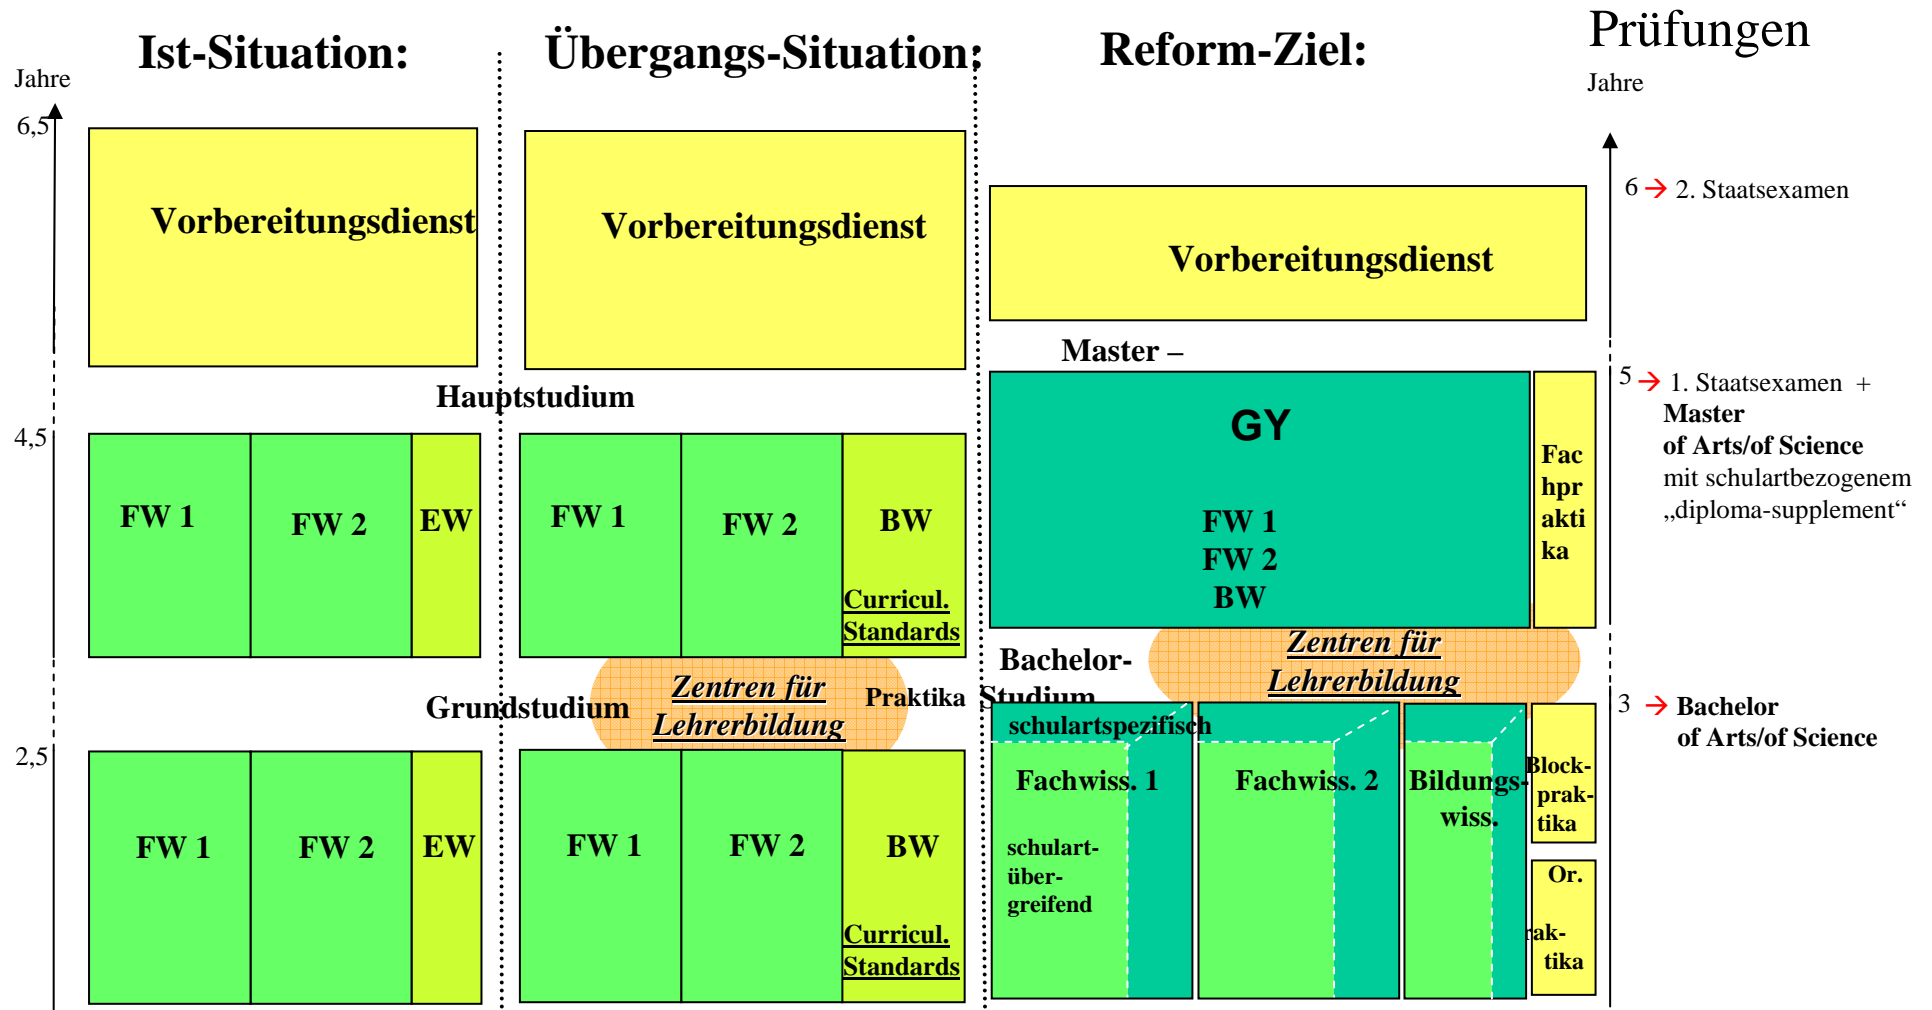 Ist-Situation:
Übergangs-Situation:
Reform-Ziel:
Prüfungen
Jahre
Jahre
6,5
4,5
2,5
Vorbereitungsdienst
Hauptstudium
FW 1
FW 2
EW
Grundstudium
FW 1
FW 2
EW
Vorbereitungsdienst
FW 1
FW 2
BW
Curricul.
Standards
Zentren für
Lehrerbildung
Praktika
FW 1
FW 2
BW
Curricul.
Standards
Vorbereitungsdienst
Master –
GY
FW 1
FW 2
BW
Fac
hpr
akti
ka
Zentren für
Lehrerbildung
Bachelor-
Studium
schulartspezifisch
Fachwiss. 1
schulart-
über-
greifend
Fachwiss. 2
Bildungs-
wiss.
Block-
prak-
tika
Or.
rak-
tika
6 → 2. Staatsexamen
5 → 1. Staatsexamen +
Master
of Arts/of Science
mit schulartbezogenem
„diploma-supplement“
3 → Bachelor
of Arts/of Science